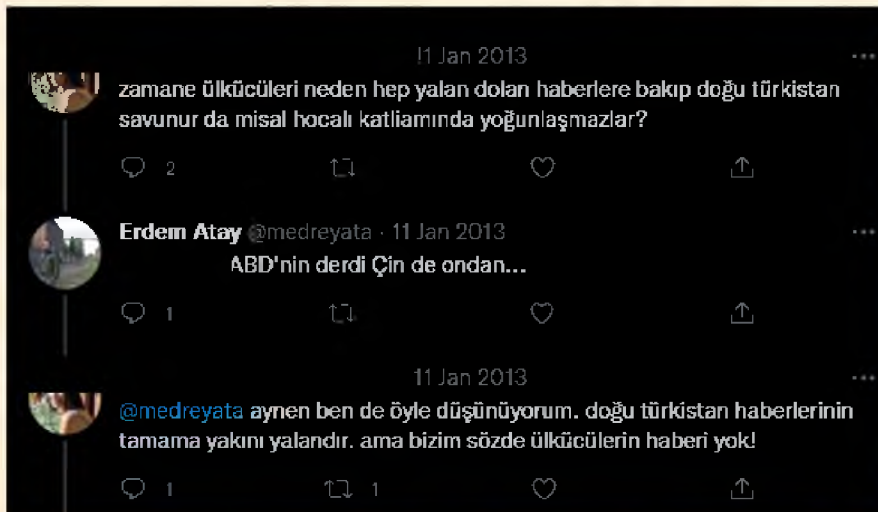 11 Jan 2013
zamane ülkücüleri neden hep yalan dolan haberlere bakıp doğu türkistan
savunur da misal hocalı katliamında yoğunlaşmazlar?
2
Erdem Atay @medreyata · 11 Jan 2013
ABD'nin derdi Çin de ondan...
1
11 Jan 2013
@medreyata aynen ben de öyle düşünüyorum. doğu türkistan haberlerinin
tamama yakını yalandır. ama bizim sözde ülkücülerin haberi yok!
1 1